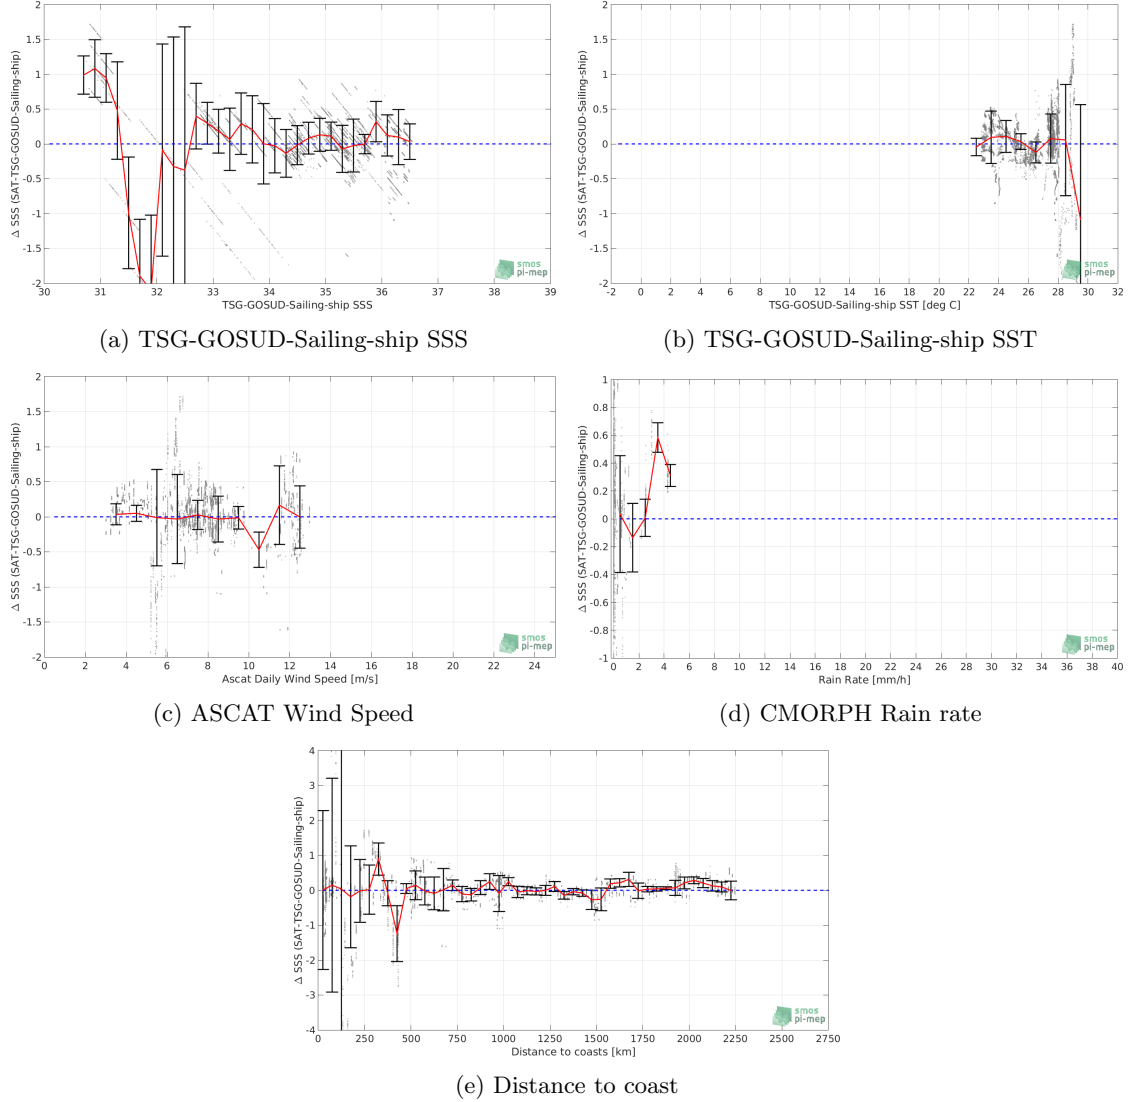 2
1.5
1
0.5
0
-0.5
-1
-1.5
-2
Δ SSS (SAT-TSG-GOSUD-Sailing-ship)
30 31 32 33 34 35 36 37 38 39
TSG-GOSUD-Sailing-ship SSS
smos
pi-mep
(a) TSG-GOSUD-Sailing-ship SSS
2
1.5
1
0.5
0
-0.5
-1
-1.5
-2
Δ SSS (SAT-TSG-GOSUD-Sailing-ship)
-2 0 2 4 6 8 10 12 14 16 18 20 22 24 26 28 30 32
TSG-GOSUD-Sailing-ship SST [deg C]
smos
pi-mep
(b) TSG-GOSUD-Sailing-ship SST
2
1.5
1
0.5
0
-0.5
-1
-1.5
-2
Δ SSS (SAT-TSG-GOSUD-Sailing-ship)
0 2 4 6 8 10 12 14 16 18 20 22 24
Ascat Daily Wind Speed [m/s]
smos
pi-mep
(c) ASCAT Wind Speed
1
0.8
0.6
0.4
0.2
0
-0.2
-0.4
-0.6
-0.8
-1
Δ SSS (SAT-TSG-GOSUD-Sailing-ship)
0 2 4 6 8 10 12 14 16 18 20 22 24 26 28 30 32 34 36 38 40
Rain Rate [mm/h]
smos
pi-mep
(d) CMORPH Rain rate
4
3
2
1
0
-1
-2
-3
-4
Δ SSS (SAT-TSG-GOSUD-Sailing-ship)
0 250 500 750 1000 1250 1500 1750 2000 2250 2500 2750
Distance to coasts [km]
smos
pi-mep
(e) Distance to coast